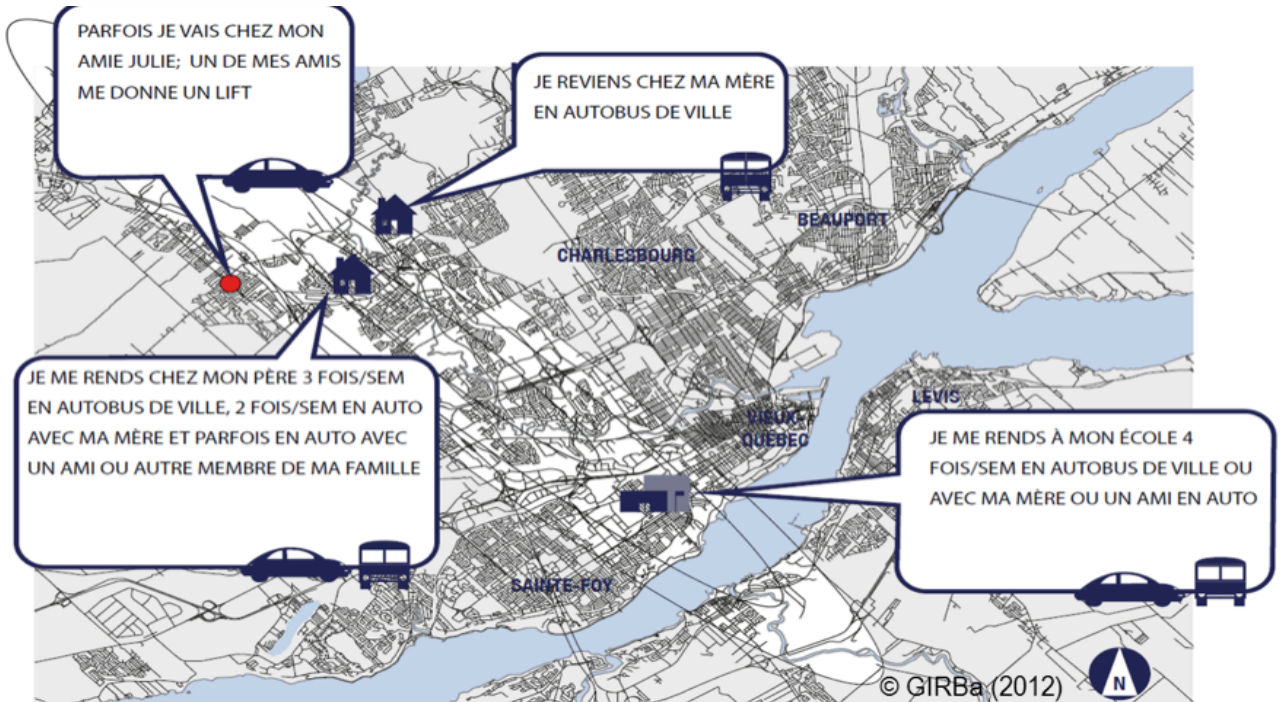 PARFOIS JE VAIS CHEZ MON
AMIE JULIE; UN DE MES AMIS
ME DONNE UN LIFT
JE REVIENS CHEZ MA MÈRE
EN AUTOBUS DE VILLE
BEAUPORT
CHARLESBOURG
JE ME RENDS CHEZ MON PÈRE 3 FOIS/SEM
EN AUTOBUS DE VILLE, 2 FOIS/SEM EN AUTO
AVEC MA MÈRE ET PARFOIS EN AUTO AVEC
UN AMI OU AUTRE MEMBRE DE MA FAMILLE
LÉVIS
VIEUX-
QUÉBEC
JE ME RENDS À MON ÉCOLE 4
FOIS/SEM EN AUTOBUS DE VILLE OU
AVEC MA MÈRE OU UN AMI EN AUTO
SAINTE-FOY
© GIRBa (2012)
N